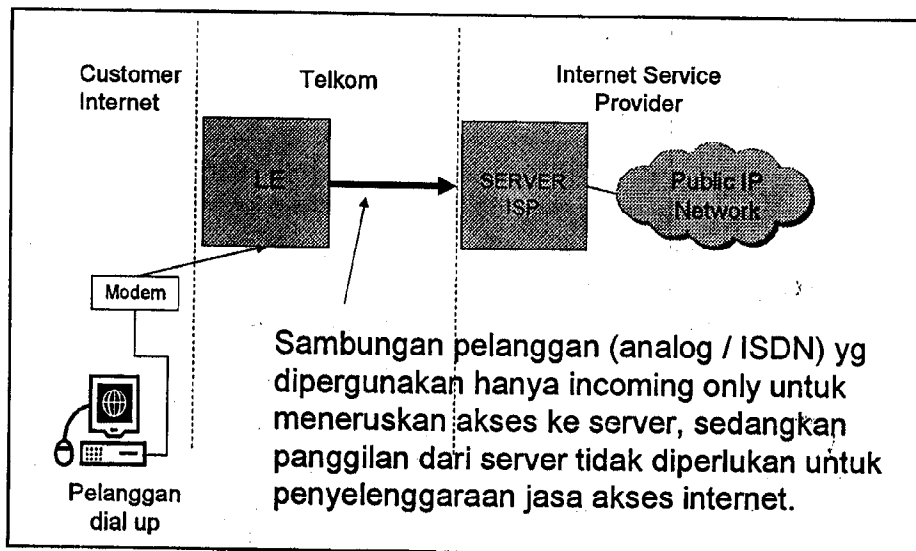 Customer
Internet
Telkom
Internet Service
Provider
LE
SERVER
ISP
Public IP
Network
Modem
Sambungan pelanggan (analog / ISDN) yg
dipergunakan hanya incoming only untuk
meneruskan akses ke server, sedangkan
panggilan dari server tidak diperlukan untuk
penyelenggaraan jasa akses internet.
Pelanggan
dial up